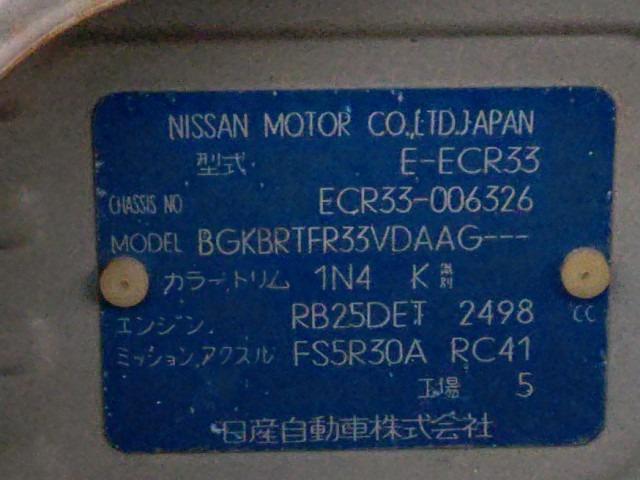 NISSAN MOTOR CO.,LTD.JAPAN
型式 E-ECR33
CHASSIS NO ECR33-006326
MODEL BGKBRTFR33VDAAG---
カラー,トリム 1N4 K 識別
エンジン, RB25DET 2498 CC
ミッション,アクスル FS5R30A RC41
工場 5
日産自動車株式会社